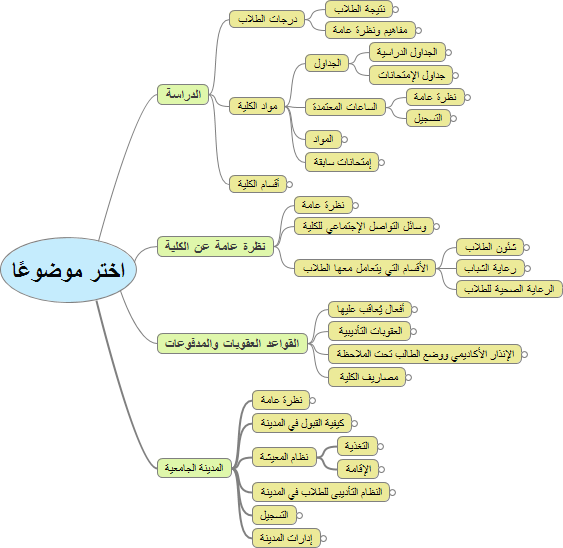 اختر موضوعًا
الدراسة
درجات الطلاب
نتيجة الطلاب
مفاهيم ونظرة عامة
مواد الكلية
الجداول
الجداول الدراسية
جداول الإمتحانات
الساعات المعتمدة
نظرة عامة
التسجيل
المواد
إمتحانات سابقة
أقسام الكلية
نظرة عامة عن الكلية
نظرة عامة
وسائل التواصل الإجتماعي للكلية
الأقسام التي يتعامل معها الطلاب
شئون الطلاب
رعاية الشباب
الرعاية الصحية للطلاب
القواعد العقوبات والمدفوعات
أفعال يُعاقب عليها
العقوبات التأديبية
الإنذار الأكاديمي ووضع الطالب تحت الملاحظة
مصاريف الكلية
المدينة الجامعية
نظرة عامة
كيفية القبول في المدينة
نظام المعيشة
التغذية
الإقامة
النظام التأديبى للطلاب في المدينة
التسجيل
إدارات المدينة